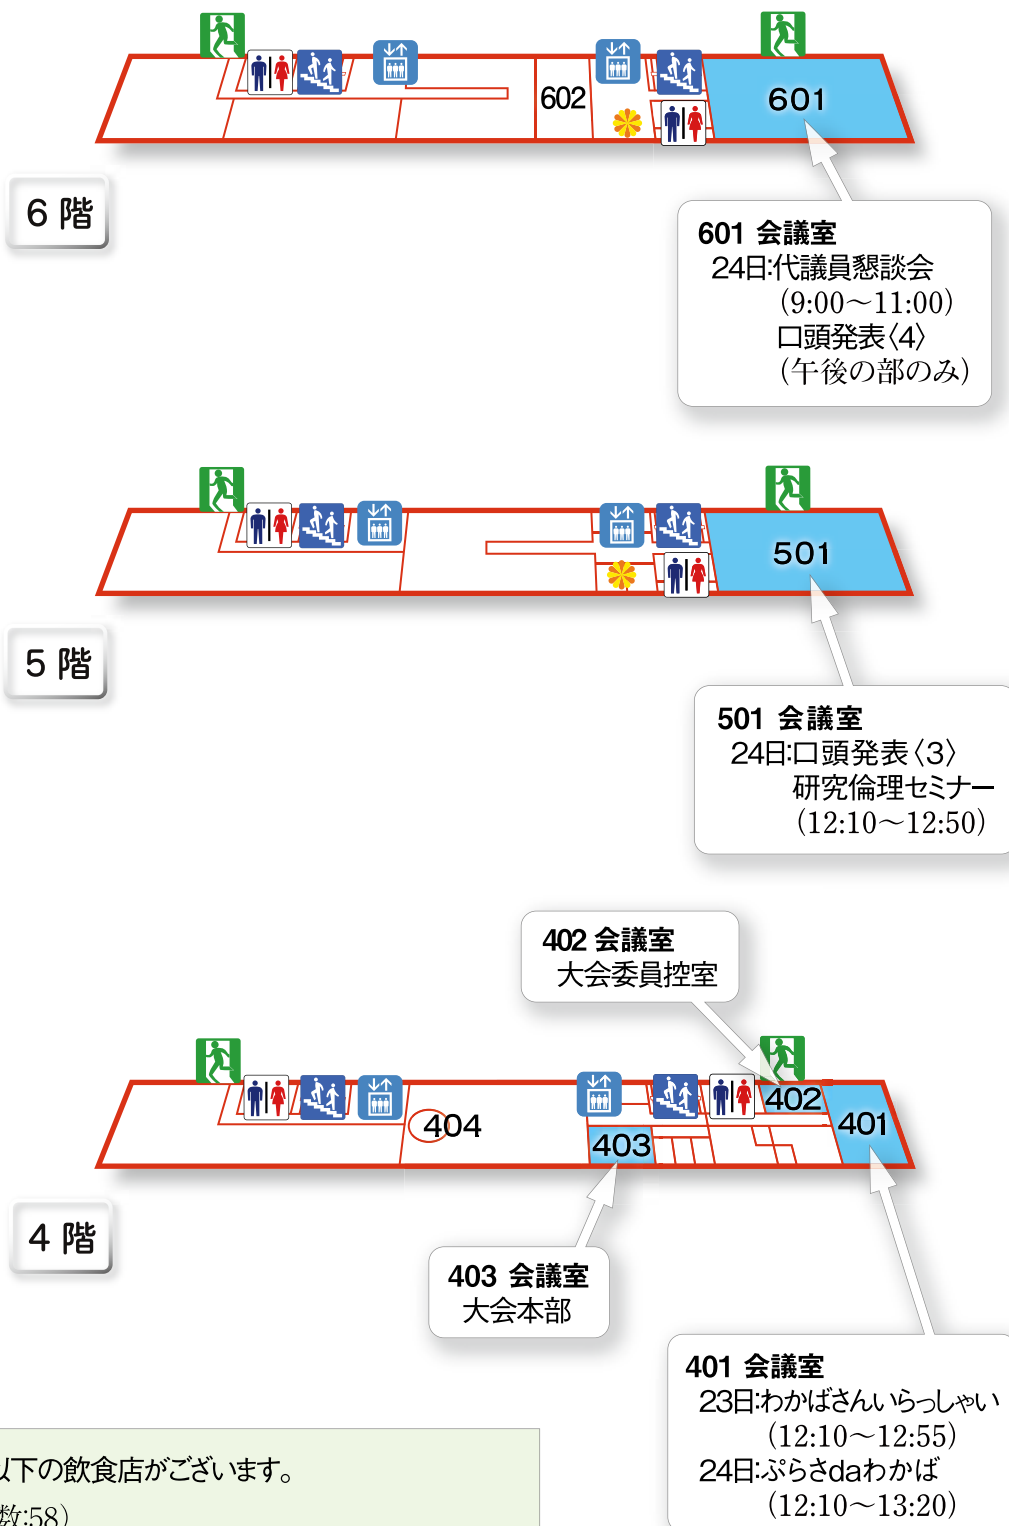 602
601
6 階
601 会議室
24日:代議員懇談会
(9:00～11:00)
口頭発表〈4〉
(午後の部のみ)
501
5 階
501 会議室
24日:口頭発表〈3〉
研究倫理セミナー
(12:10～12:50)
402 会議室
大会委員控室
402
404
401
403
4 階
403 会議室
大会本部
401 会議室
23日:わかばさんいらっしゃい
(12:10～12:55)
24日:ぷらさdaわかば
(12:10～13:20)
以下の飲食店がございます。
数:58)